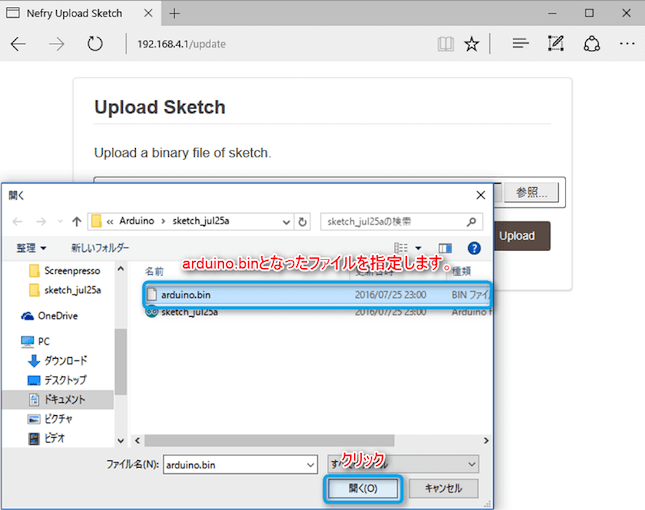 Nefry Upload Sketch
192.168.4.1/update
Upload Sketch
Upload a binary file of sketch.
参照...
Upload
開く
« Arduino › sketch_jul25a
sketch_jul25aの検索
整理 新しいフォルダー
arduino.binとなったファイルを指定します。
名前 種類
Screenpresso
sketch_jul25a
OneDrive
PC
ダウンロード
デスクトップ
ドキュメント
ピクチャ
ビデオ
arduino.bin 2016/07/25 23:00 BIN ファイ
sketch_jul25a 2016/07/25 23:00 Arduino
ファイル名(N): arduino.bin
クリック
開く(O) キャンセル